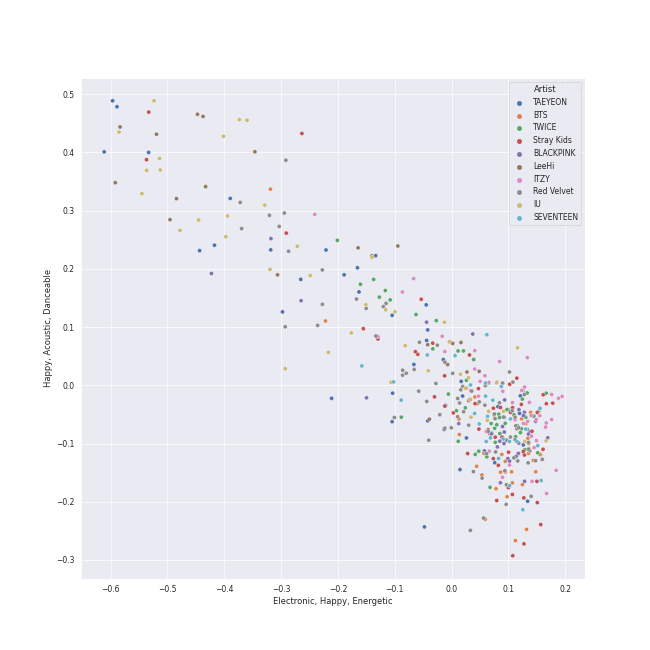 Artist
TAEYEON
BTS
TWICE
Stray Kids
BLACKPINK
LeeHi
ITZY
Red Velvet
IU
SEVENTEEN
0.5
0.4
0.3
0.2
0.1
0.0
−0.1
−0.2
−0.3
Happy, Acoustic, Danceable
−0.6 −0.5 −0.4 −0.3 −0.2 −0.1 0.0 0.1 0.2
Electronic, Happy, Energetic